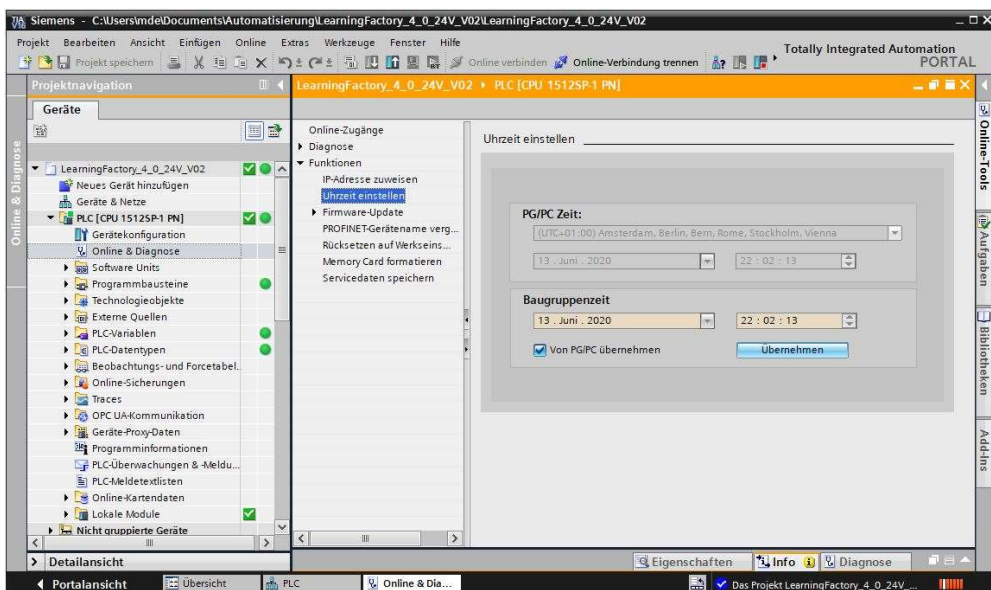 Siemens - C:\Users\mde\Documents\Automatisierung\LearningFactory_4_0_24V_V02\LearningFactory_4_0_24V_V02
Projekt Bearbeiten Ansicht Einfügen Online Extras Werkzeuge Fenster Hilfe
Totally Integrated Automation
PORTAL
Projekt speichern
Online verbinden
Online-Verbindung trennen
Projektnavigation
LearningFactory_4_0_24V_V02 ▸ PLC [CPU 1512SP-1 PN]
Geräte
LearningFactory_4_0_24V_V02
Neues Gerät hinzufügen
Geräte & Netze
PLC [CPU 1512SP-1 PN]
Gerätekonfiguration
Online & Diagnose
Software Units
Programmbausteine
Technologieobjekte
Externe Quellen
PLC-Variablen
PLC-Datentypen
Beobachtungs- und Forcetabel..
Online-Sicherungen
Traces
OPC UA-Kommunikation
Geräte-Proxy-Daten
Programminformationen
PLC-Überwachungen & -Meldu...
PLC-Meldetextlisten
Online-Kartendaten
Lokale Module
Nicht gruppierte Geräte
Detailansicht
Online & Diagnose
Online-Zugänge
Diagnose
Funktionen
IP-Adresse zuweisen
Uhrzeit einstellen
Firmware-Update
PROFINET-Gerätename verg...
Rücksetzen auf Werkseins...
Memory Card formatieren
Servicedaten speichern
Uhrzeit einstellen
PG/PC Zeit:
(UTC+01:00) Amsterdam, Berlin, Bern, Rome, Stockholm, Vienna
13 . Juni . 2020
22 : 02 : 13
Baugruppenzeit
13 . Juni . 2020
22 : 02 : 13
Von PG/PC übernehmen
Übernehmen
Online-Tools
Aufgaben
Bibliotheken
Add-Ins
Eigenschaften
Info
Diagnose
Portalansicht
Übersicht
PLC
Online & Dia...
Das Projekt LearningFactory_4_0_24V_...